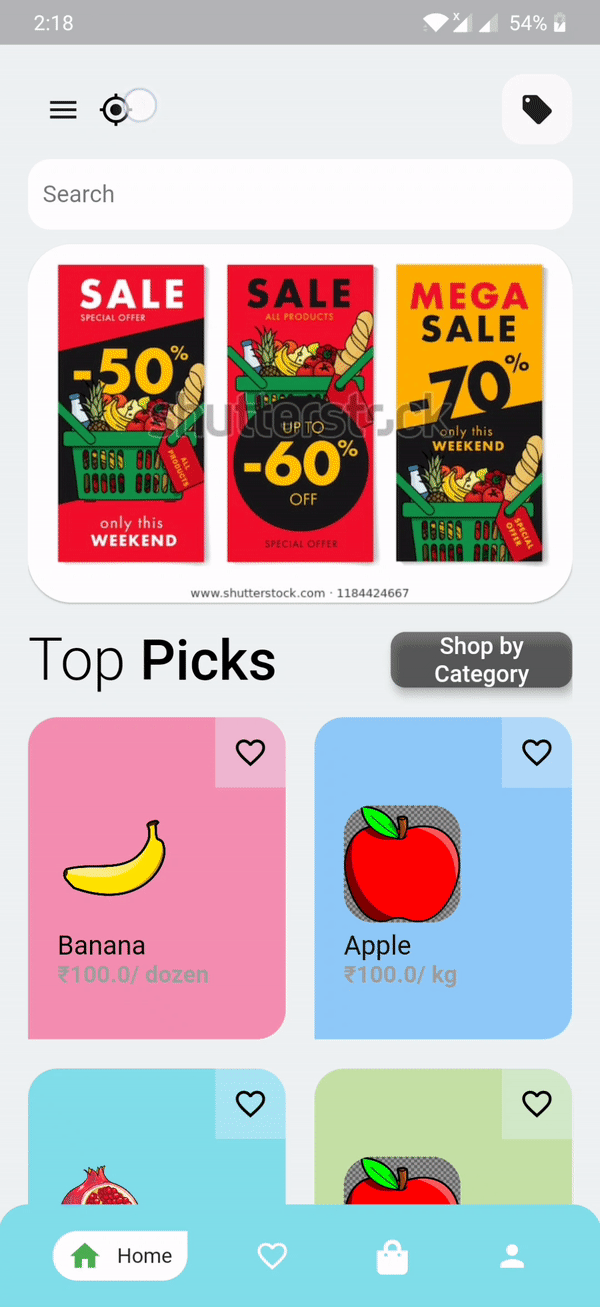 2:18
54%
Search
SALE
SPECIAL OFFER
-50%
ALL
PRODUCTS
only this
WEEKEND
SALE
ALL PRODUCTS
UP TO
-60%
OFF
SPECIAL OFFER
MEGA
SALE
-70%
only this
WEEKEND
SPECIAL
OFFER
shutterstock
www.shutterstock.com · 1184424667
Top Picks
Shop by
Category
Banana
₹100.0/ dozen
Apple
₹100.0/ kg
Home